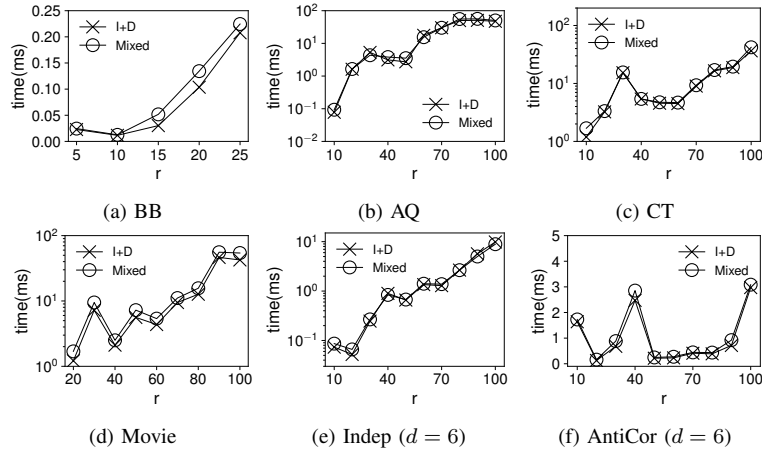 0.25
0.20
0.15
0.10
0.05
0.00
time(ms)
I+D
Mixed
5 10 15 20 25
r
(a) BB
10²
10¹
10⁰
10⁻¹
10⁻²
time(ms)
I+D
Mixed
10 40 70 100
r
(b) AQ
10²
10¹
10⁰
time(ms)
I+D
Mixed
10 40 70 100
r
(c) CT
10²
10¹
10⁰
time(ms)
I+D
Mixed
20 40 60 80 100
r
(d) Movie
10¹
10⁰
10⁻¹
time(ms)
I+D
Mixed
10 40 70 100
r
(e) Indep (d = 6)
5
4
3
2
1
0
time(ms)
I+D
Mixed
10 40 70 100
r
(f) AntiCor (d = 6)